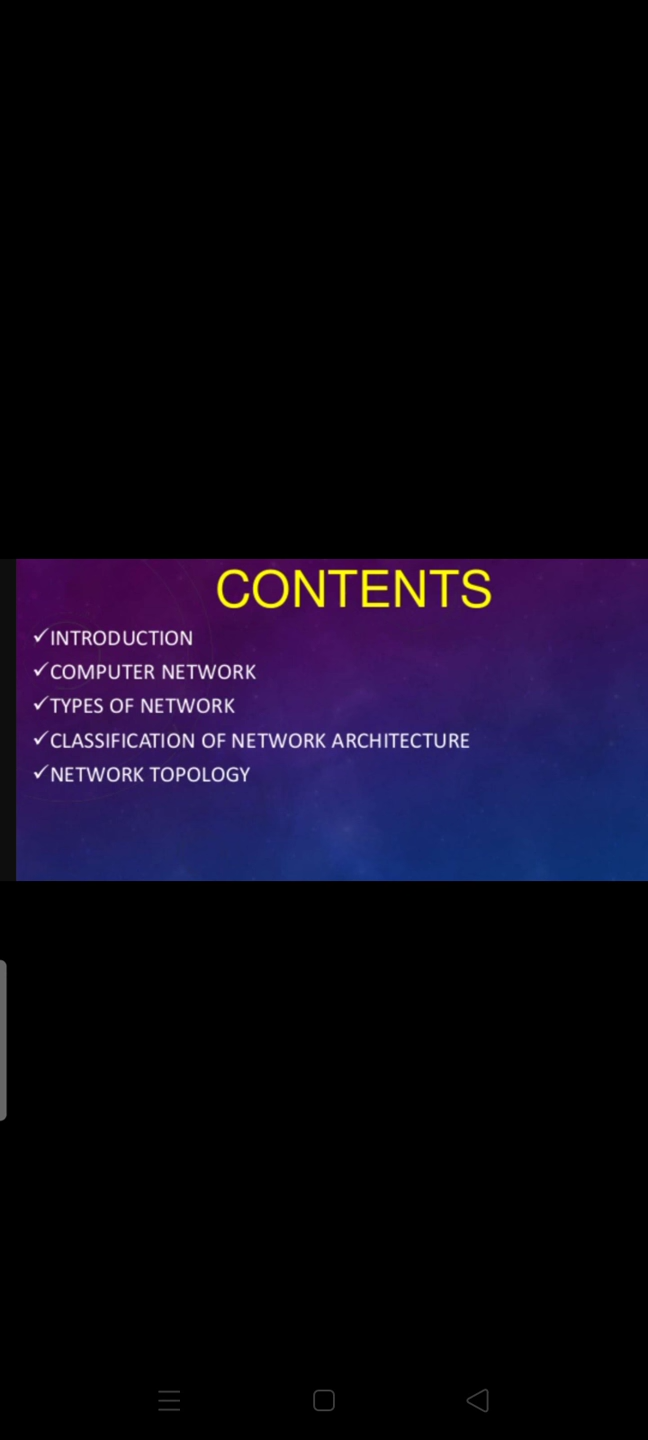 CONTENTS
✓INTRODUCTION
✓COMPUTER NETWORK
✓TYPES OF NETWORK
✓CLASSIFICATION OF NETWORK ARCHITECTURE
✓NETWORK TOPOLOGY